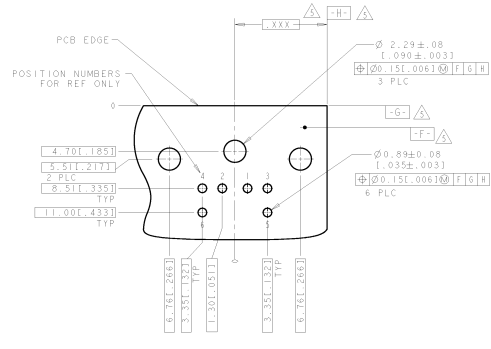 .XXX
5
-H-
5
PCB EDGE
Ø 2.29±.08
[.090±.003]
⌖ Ø0.15[.006]Ⓜ F G H
3 PLC
POSITION NUMBERS
FOR REF ONLY
0
-G- 5
-F- 5
4.70[.185]
5.51[.217]
2 PLC
8.51[.335]
TYP
11.00[.433]
TYP
Ø0.89±0.08
[.035±.003]
⌖ Ø0.15[.006]Ⓜ F G H
6 PLC
4 2 1 3
6 5
6.76[.266]
3.35[.132]
TYP
1.30[.051]
3.35[.132]
TYP
6.76[.266]